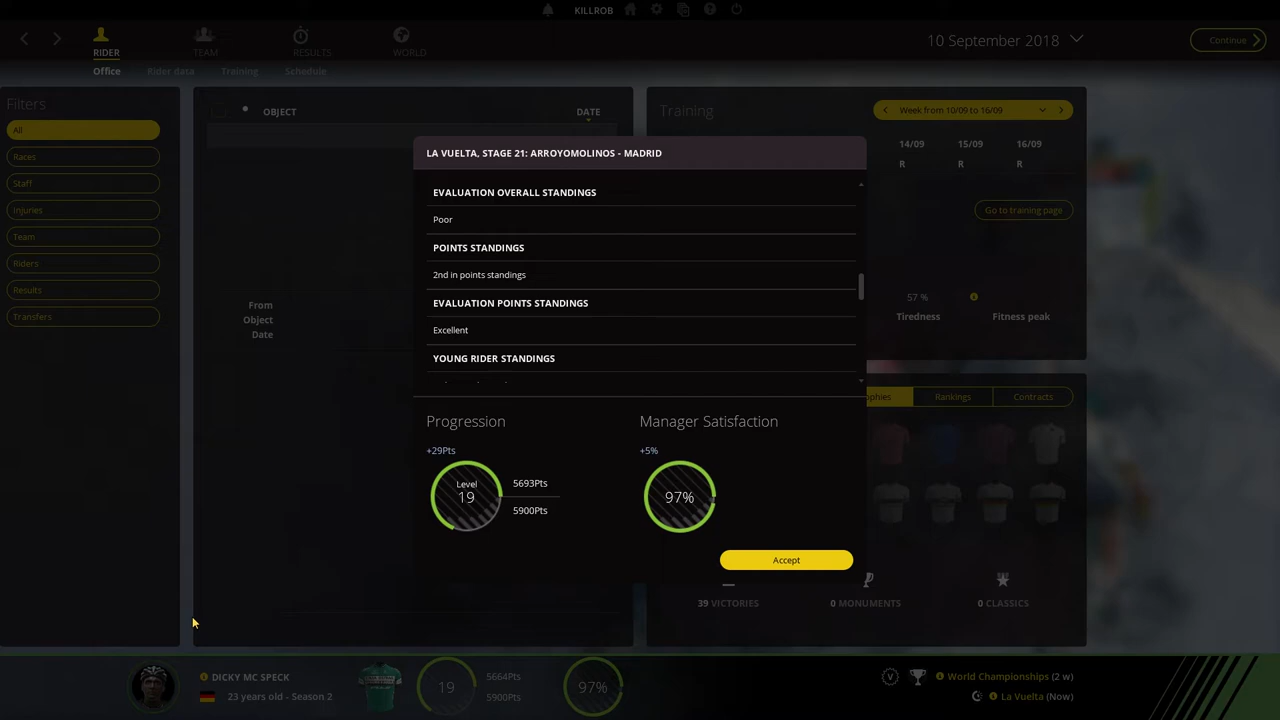 KILLROB
RIDER
TEAM
RESULTS
WORLD
10 September 2018
Continue
Office
Rider data
Training
Schedule
Filters
All
Races
Staff
Injuries
Team
Riders
Results
Transfers
OBJECT
DATE
From
Object
Date
LA VUELTA, STAGE 21: ARROYOMOLINOS - MADRID
EVALUATION OVERALL STANDINGS
Poor
POINTS STANDINGS
2nd in points standings
EVALUATION POINTS STANDINGS
Excellent
YOUNG RIDER STANDINGS
Progression
+29Pts
Level
19
5693Pts
5900Pts
Manager Satisfaction
+5%
97%
Accept
Training
Week from 10/09 to 16/09
14/09 15/09 16/09
R R R
Go to training page
57 %
Tiredness
Fitness peak
Rankings
Contracts
39 VICTORIES
0 MONUMENTS
0 CLASSICS
DICKY MC SPECK
23 years old - Season 2
19
5664Pts
5900Pts
97%
V
World Championships (2 w)
La Vuelta (Now)